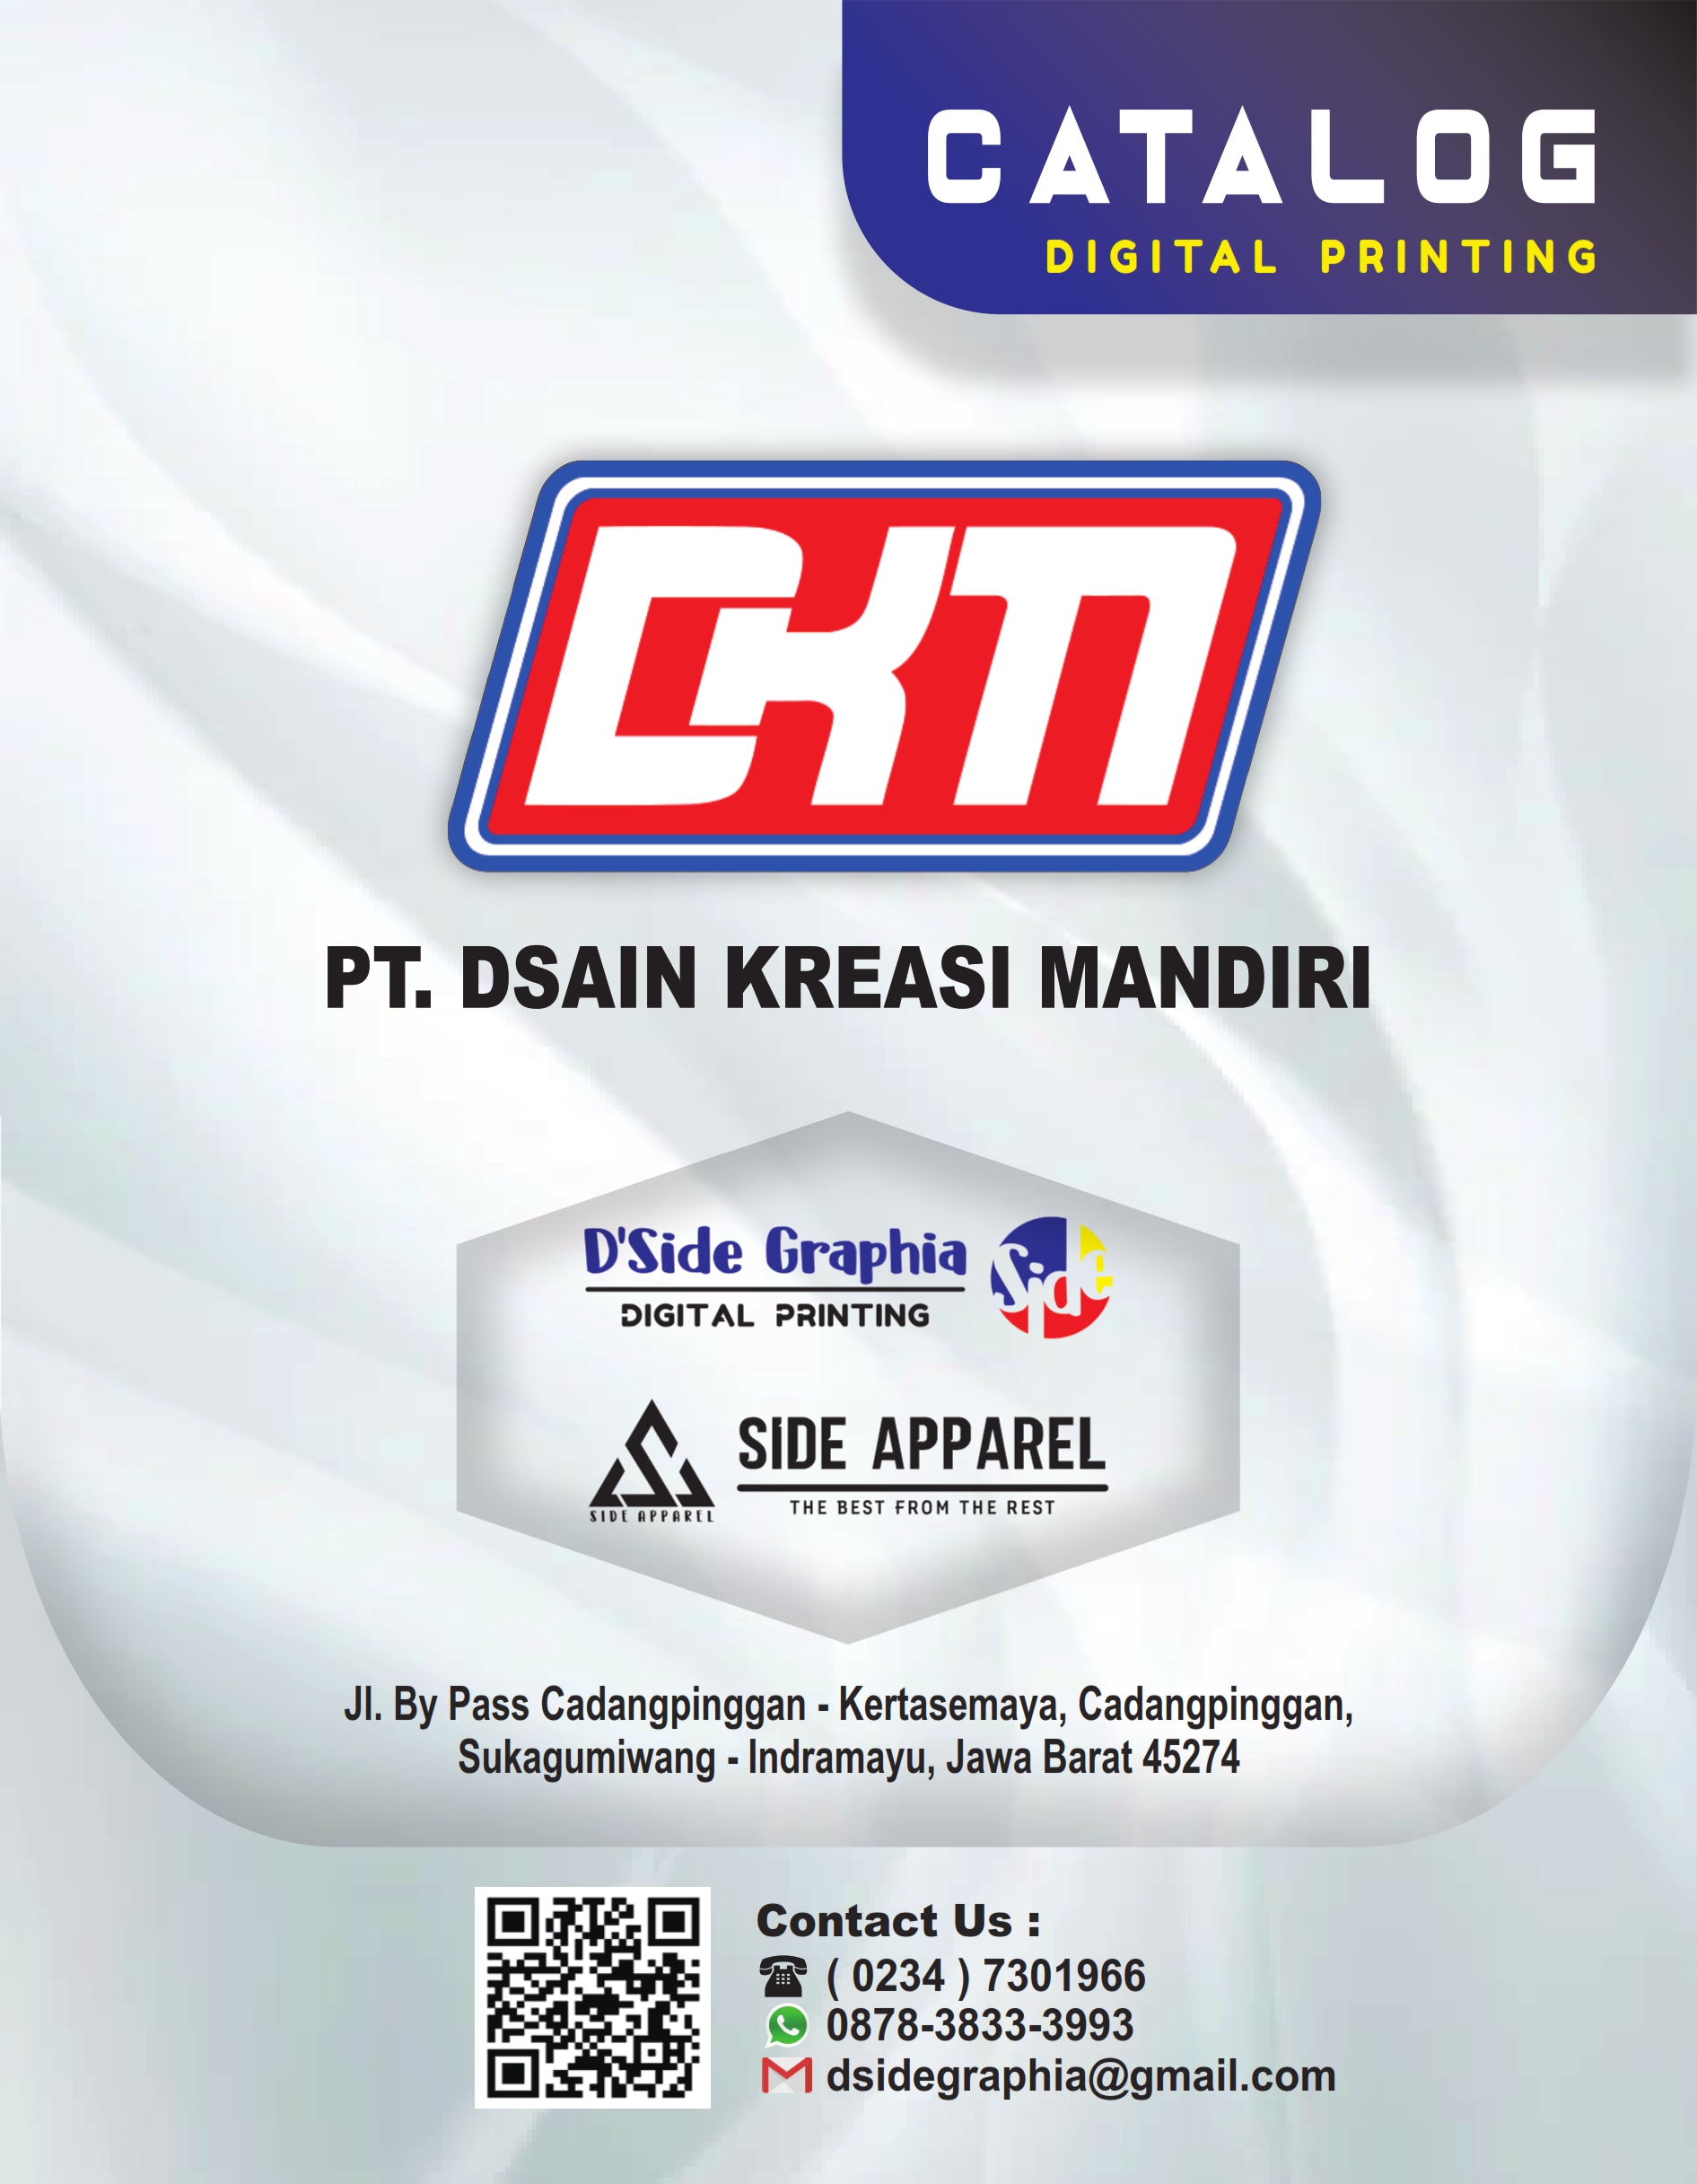 CATALOG
DIGITAL PRINTING
DKM
PT. DSAIN KREASI MANDIRI
D'Side Graphia
DIGITAL PRINTING
Side
SIDE APPAREL
THE BEST FROM THE REST
SIDE APPAREL
Jl. By Pass Cadangpinggan - Kertasemaya, Cadangpinggan,
Sukagumiwang - Indramayu, Jawa Barat 45274
Contact Us :
( 0234 ) 7301966
0878-3833-3993
dsidegraphia@gmail.com